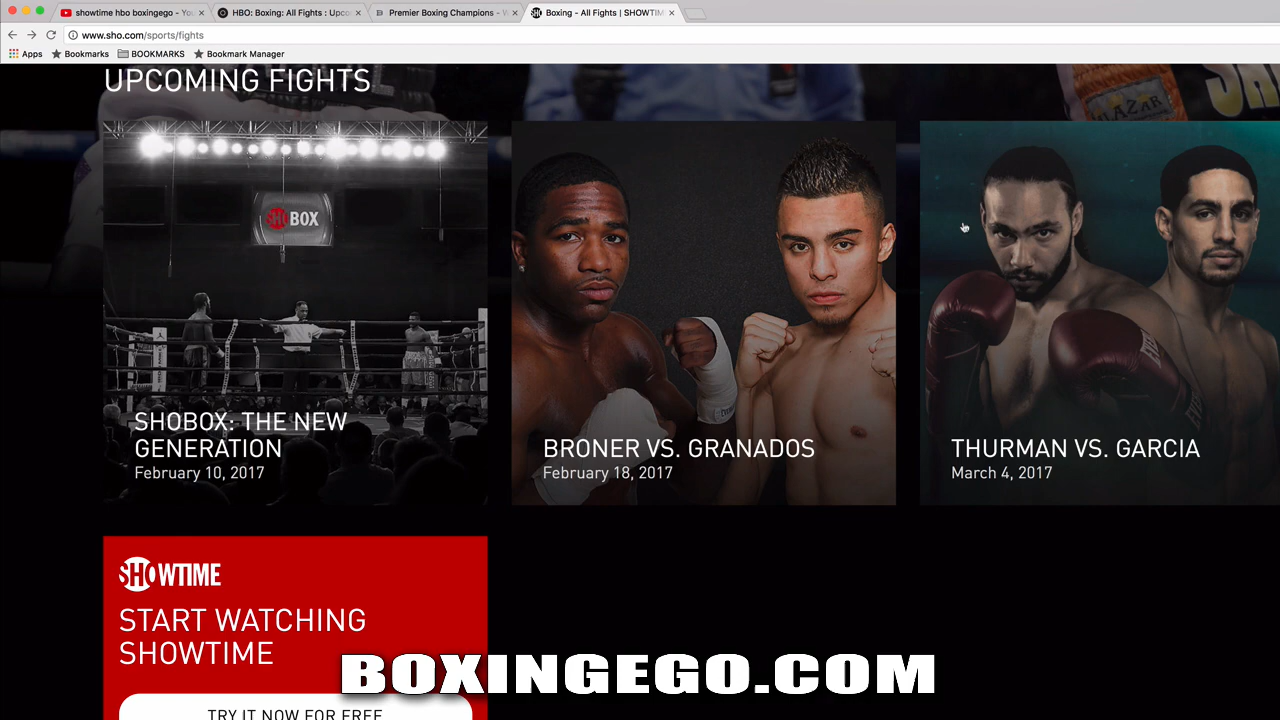 showtime hbo boxingego - You
HBO: Boxing: All Fights : Upco
Premier Boxing Champions - W
Boxing - All Fights | SHOWTIM
www.sho.com/sports/fights
Apps
Bookmarks
BOOKMARKS
Bookmark Manager
UPCOMING FIGHTS
SHOBOX
SHOBOX: THE NEW
GENERATION
February 10, 2017
BRONER VS. GRANADOS
February 18, 2017
THURMAN VS. GARCIA
March 4, 2017
SHOWTIME
START WATCHING
SHOWTIME
TRY IT NOW FOR FREE
BOXINGEGO.COM